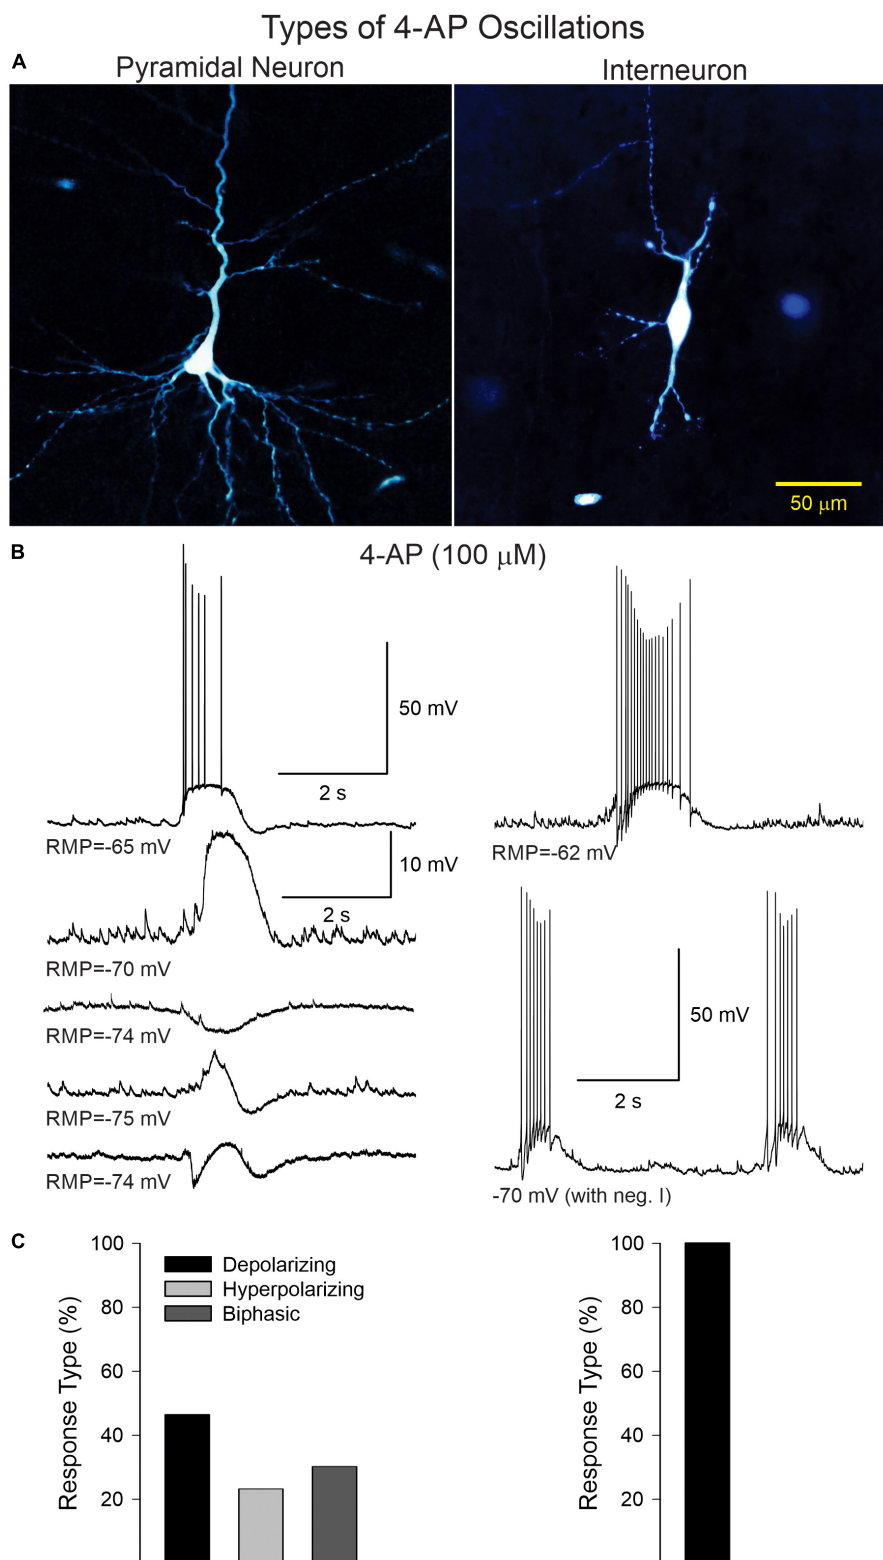 Types of 4-AP Oscillations
A
Pyramidal Neuron
Interneuron
50 μm
B
4-AP (100 μM)
50 mV
2 s
RMP=-65 mV
10 mV
2 s
RMP=-70 mV
RMP=-74 mV
RMP=-75 mV
RMP=-74 mV
RMP=-62 mV
50 mV
2 s
-70 mV (with neg. I)
C
Response Type (%)
100
80
60
40
20
Depolarizing
Hyperpolarizing
Biphasic
Response Type (%)
100
80
60
40
20